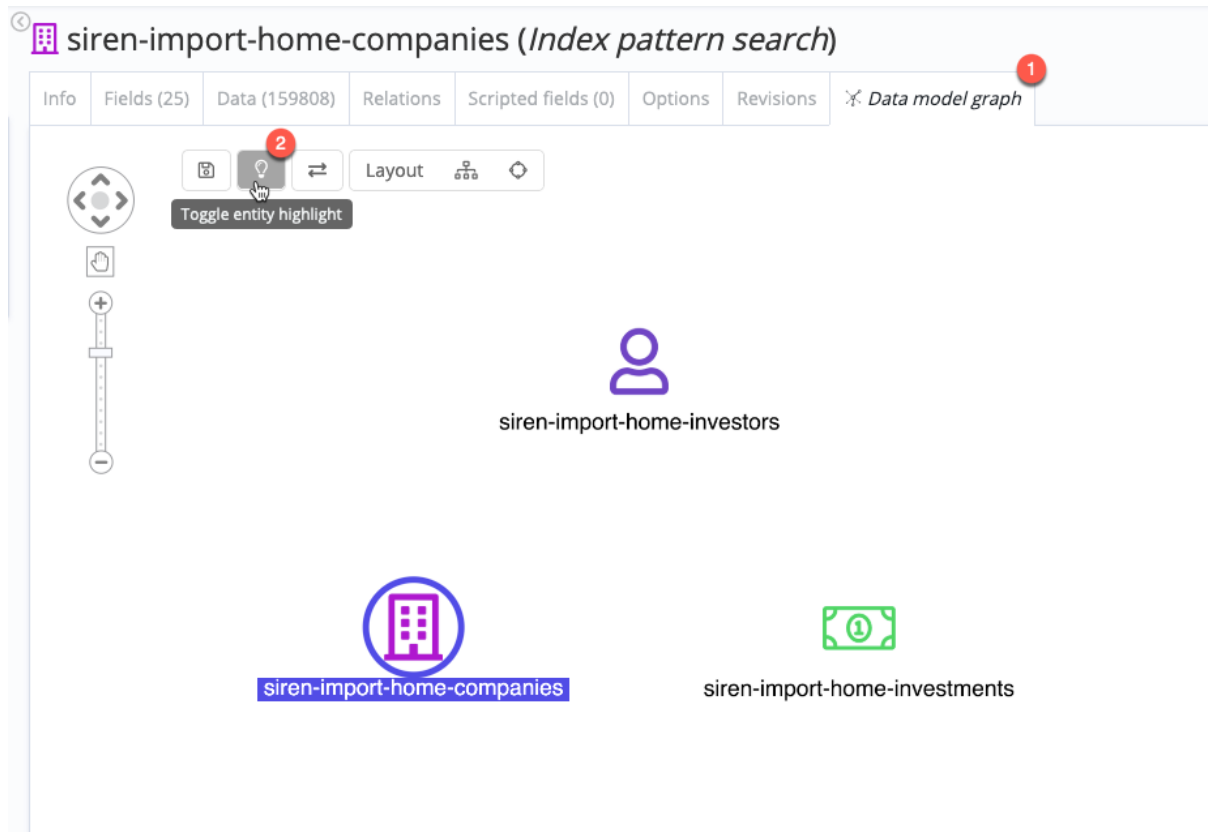 siren-import-home-companies (Index pattern search)
1
Info Fields (25) Data (159808) Relations Scripted fields (0) Options Revisions Data model graph
2
Layout
Toggle entity highlight
siren-import-home-investors
1
siren-import-home-companies
siren-import-home-investments